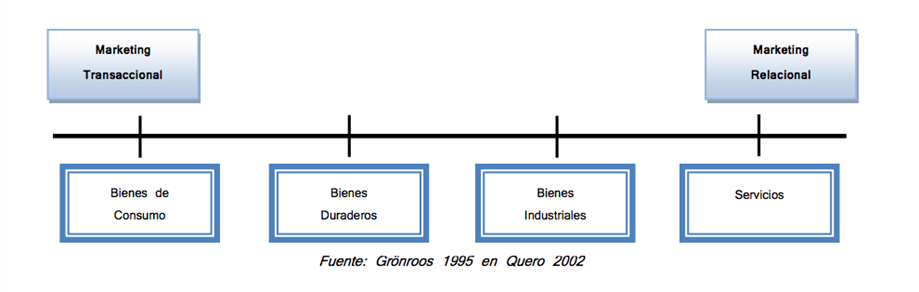 Marketing
Transaccional
Marketing
Relacional
Bienes de
Consumo
Bienes
Duraderos
Bienes
Industriales
Servicios
Fuente: Grönroos 1995 en Quero 2002